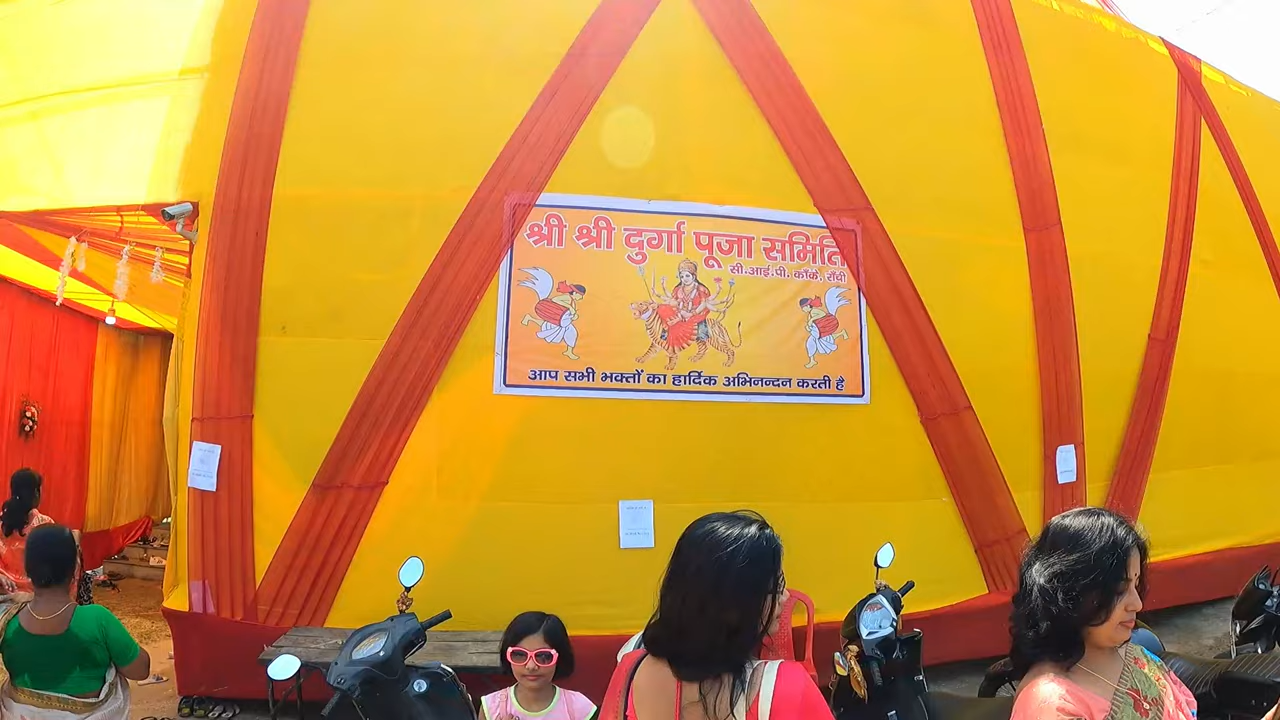 श्री श्री दुर्गा पूजा समिति
सी.आई.पी. काँके, राँची
आप सभी भक्तों का हार्दिक अभिनन्दन करती है